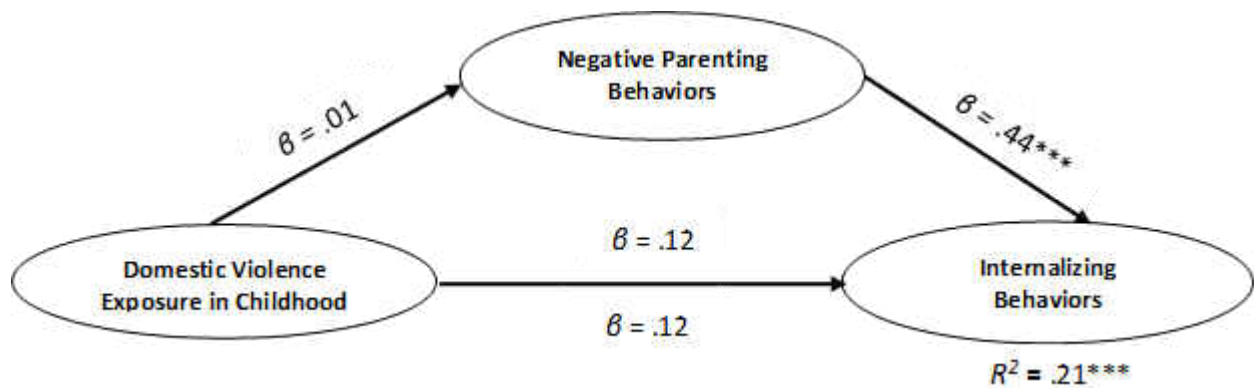 Negative Parenting
Behaviors
β = .01
β = .44***
β = .12
Domestic Violence
Exposure in Childhood
Internalizing
Behaviors
β = .12
R² = .21***